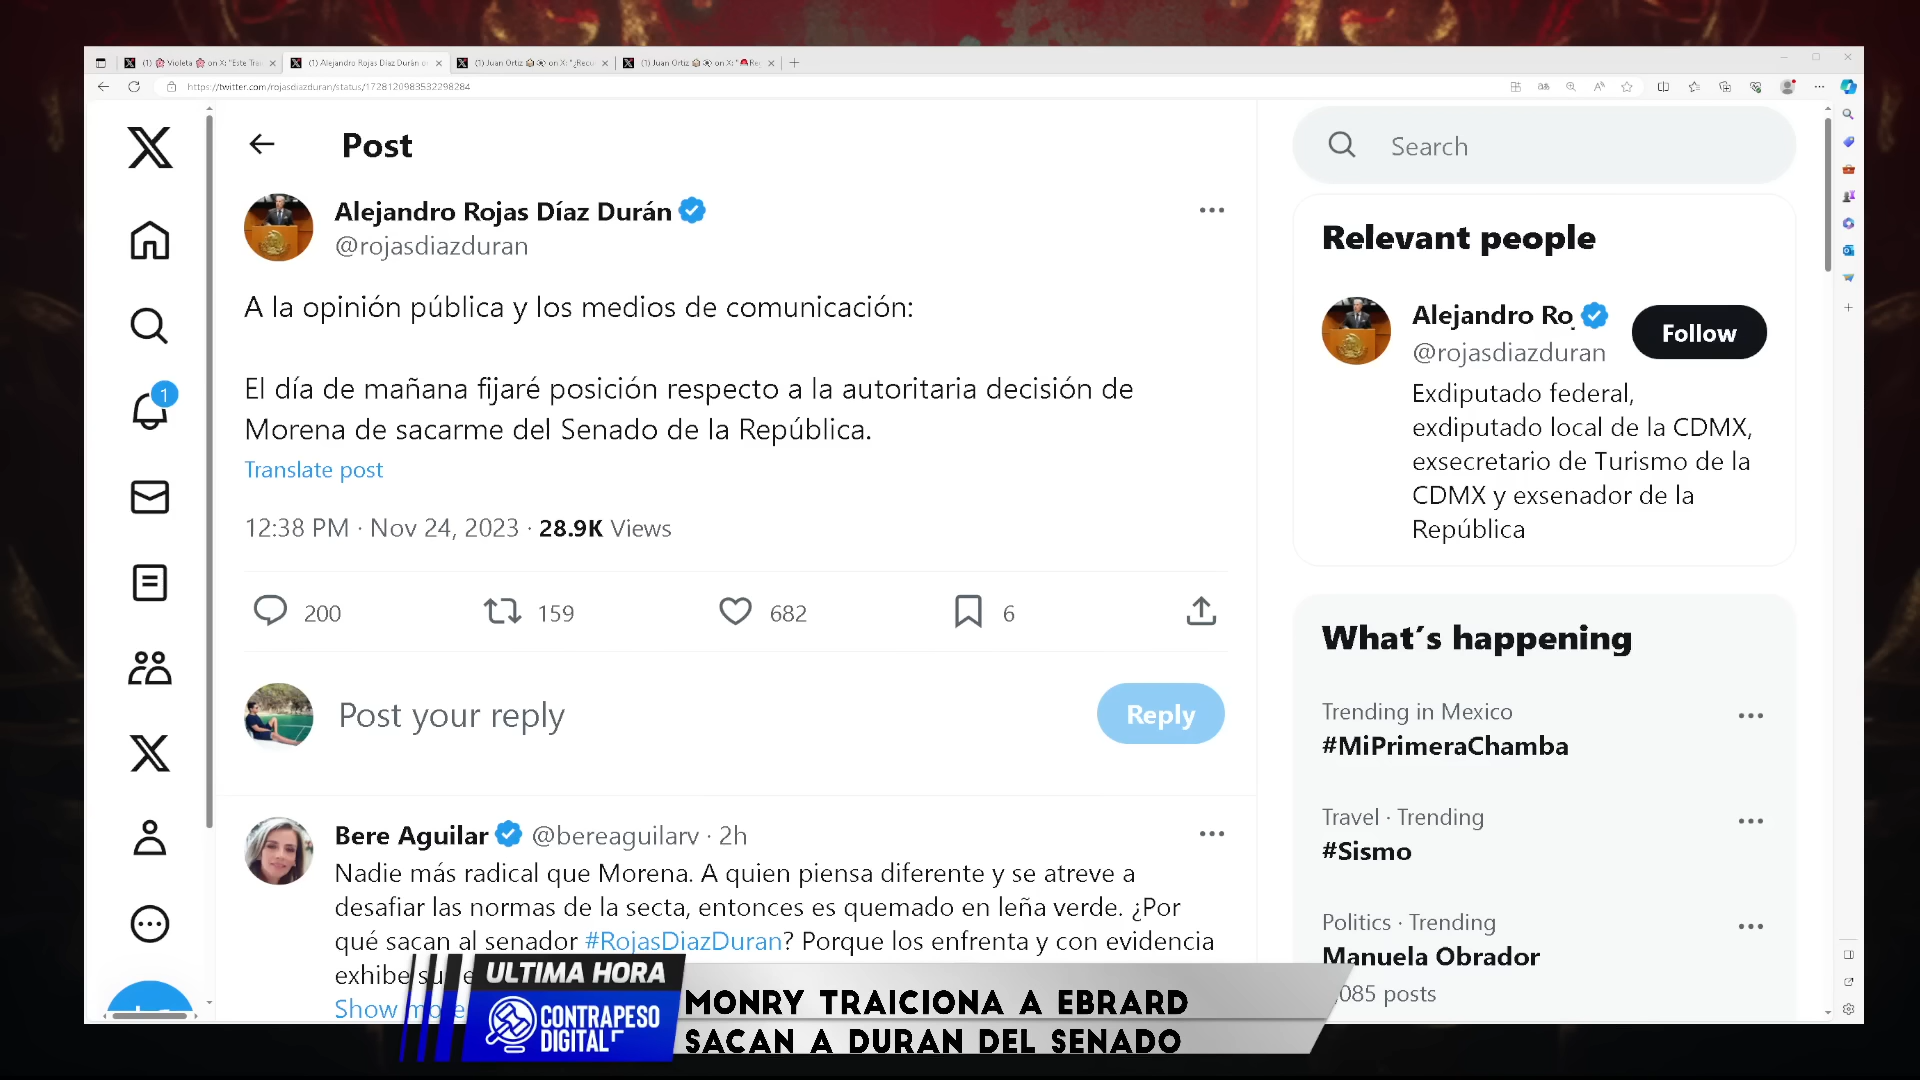 (1) 🌸 Violeta 🌸 on X: "Este Tra
(1) Alejandro Rojas Díaz Durán o
(1) Juan Ortiz on X: "¿Recu
(1) Juan Ortiz on X: "🚨Re
https://twitter.com/rojasdiazduran/status/1728120983532298284
Post
Alejandro Rojas Díaz Durán
@rojasdiazduran
A la opinión pública y los medios de comunicación:
El día de mañana fijaré posición respecto a la autoritaria decisión de
Morena de sacarme del Senado de la República.
Translate post
12:38 PM · Nov 24, 2023 · 28.9K Views
200 159 682 6
Post your reply
Reply
Bere Aguilar @bereaguilarv · 2h
Nadie más radical que Morena. A quien piensa diferente y se atreve a
desafiar las normas de la secta, entonces es quemado en leña verde. ¿Por
qué sacan al senador #RojasDiazDuran? Porque los enfrenta y con evidencia
exhibe su
Show more
1
Search
Relevant people
Alejandro Ro
@rojasdiazduran
Follow
Exdiputado federal,
exdiputado local de la CDMX,
exsecretario de Turismo de la
CDMX y exsenador de la
República
What's happening
Trending in Mexico
#MiPrimeraChamba
Travel · Trending
#Sismo
Politics · Trending
Manuela Obrador
,085 posts
ULTIMA HORA
CONTRAPESO
DIGITAL
MONRY TRAICIONA A EBRARD
SACAN A DURAN DEL SENADO